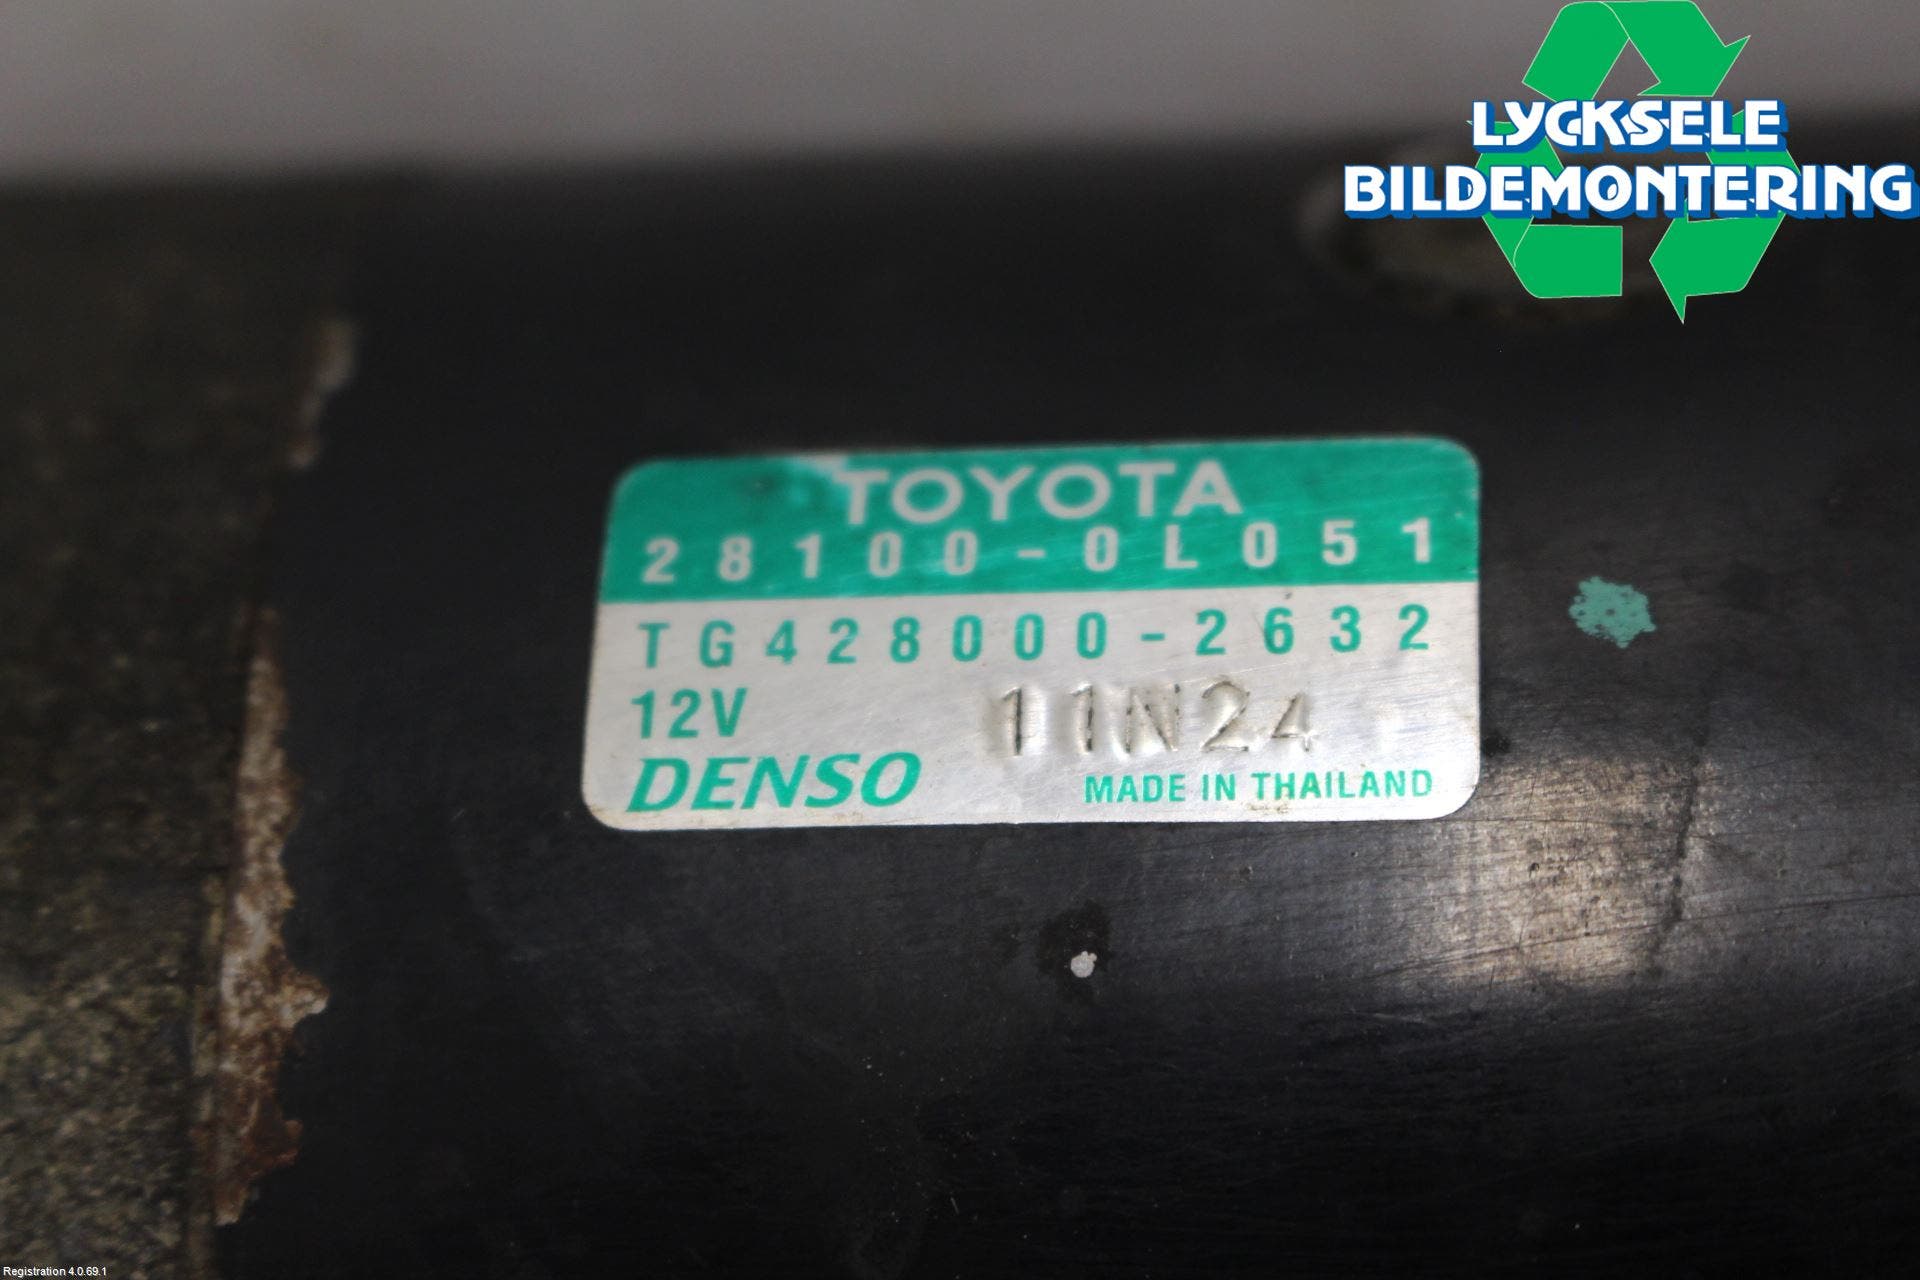 LYCKSELE
BILDEMONTERING
TOYOTA
28100-0L051
TG428000-2632
12V 11N24
DENSO MADE IN THAILAND
Registration 4.0.69.1